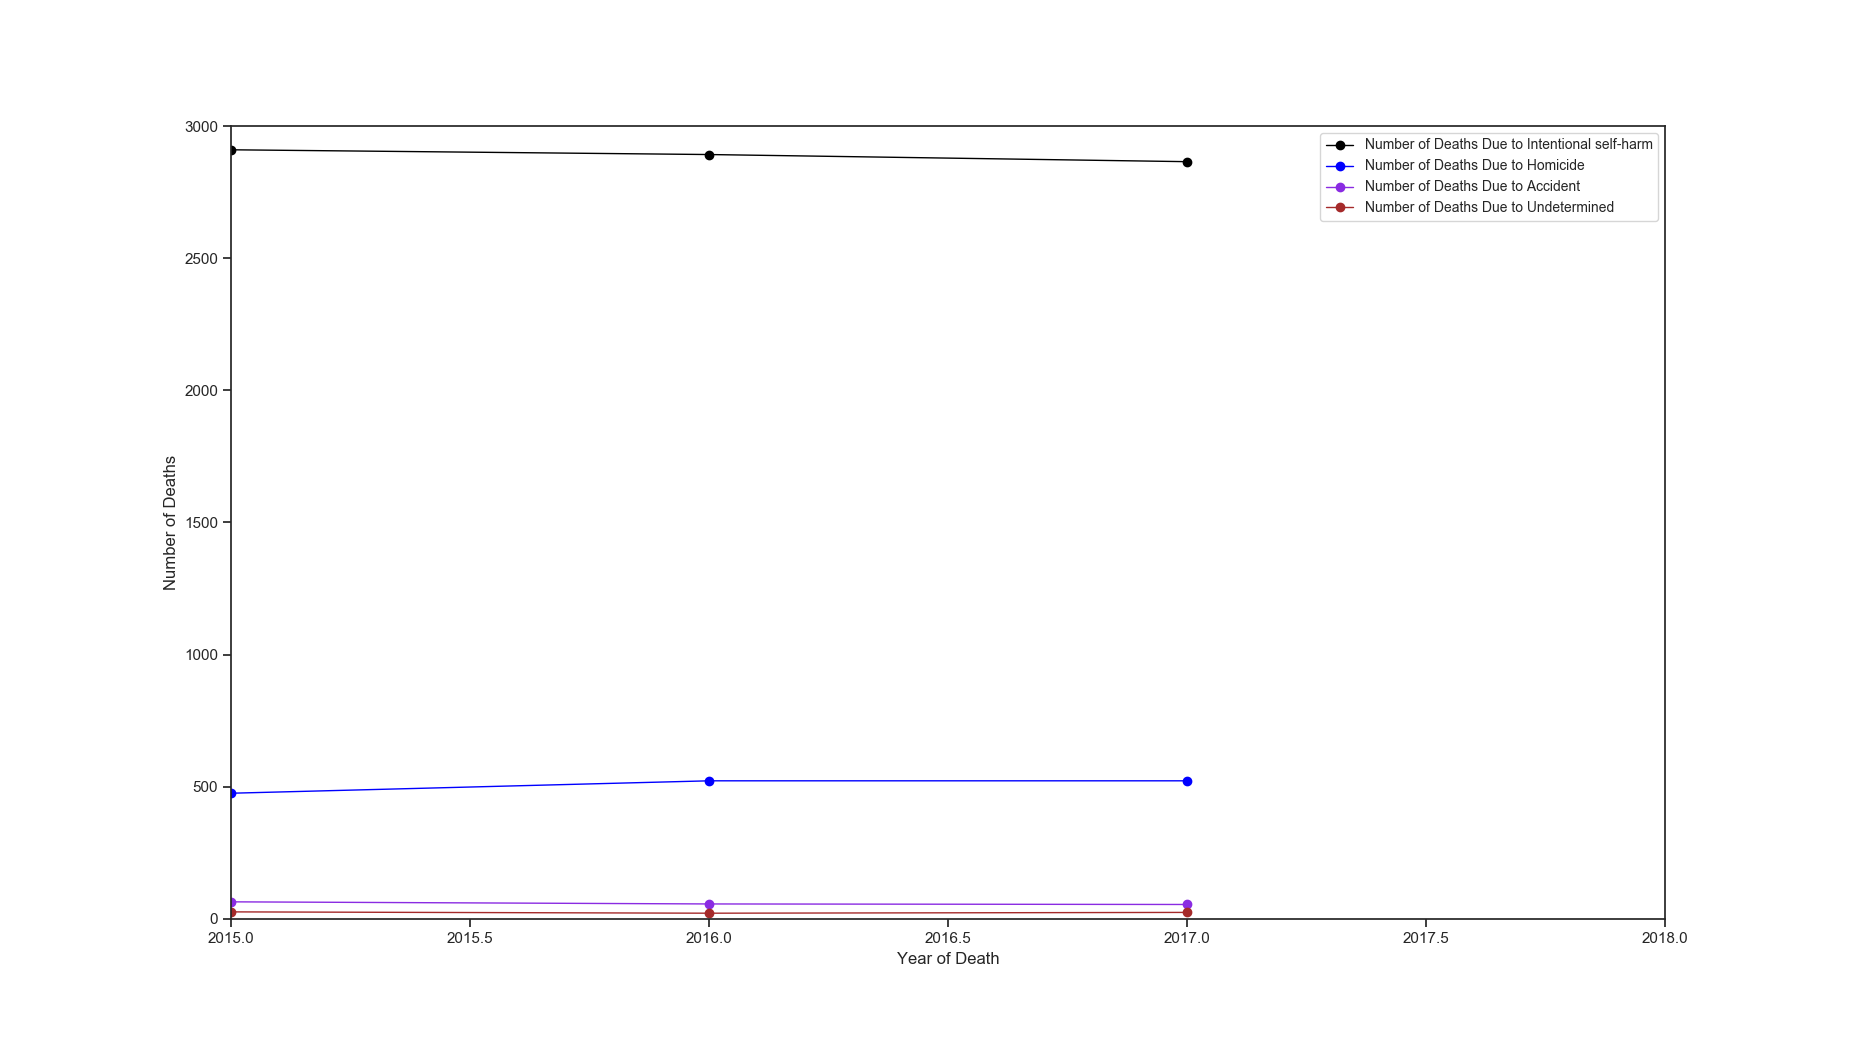 3000
2500
2000
1500
1000
500
0
Number of Deaths
2015.0 2015.5 2016.0 2016.5 2017.0 2017.5 2018.0
Year of Death
Number of Deaths Due to Intentional self-harm
Number of Deaths Due to Homicide
Number of Deaths Due to Accident
Number of Deaths Due to Undetermined